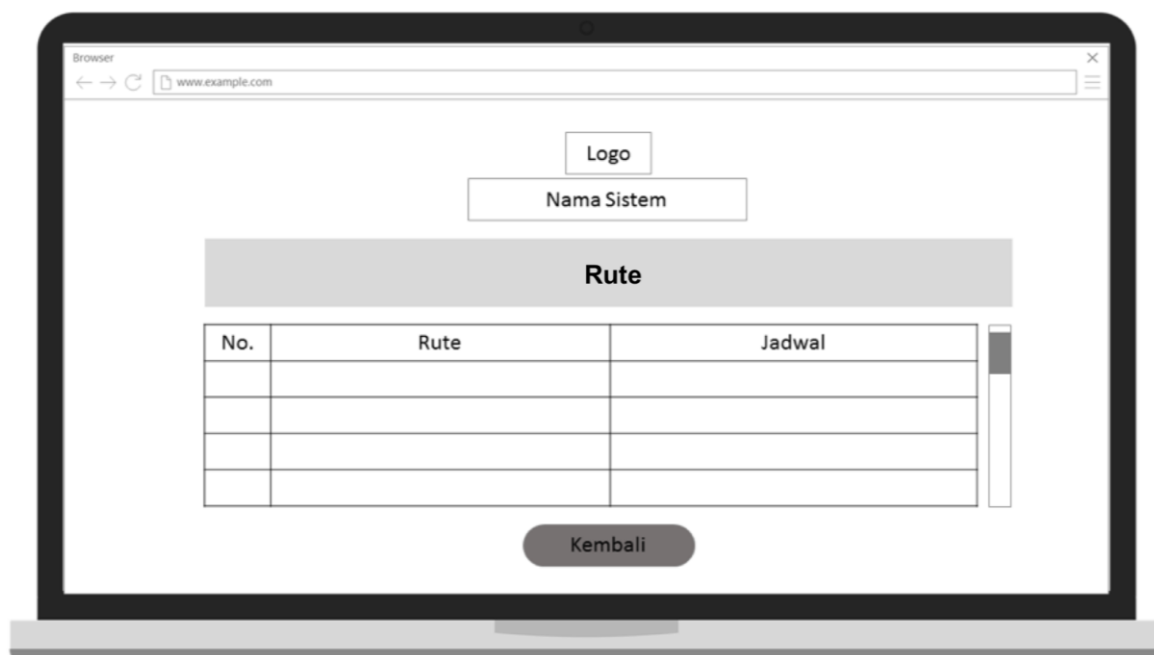 Browser
www.example.com
Logo
Nama Sistem
Rute
No. Rute Jadwal
Kembali